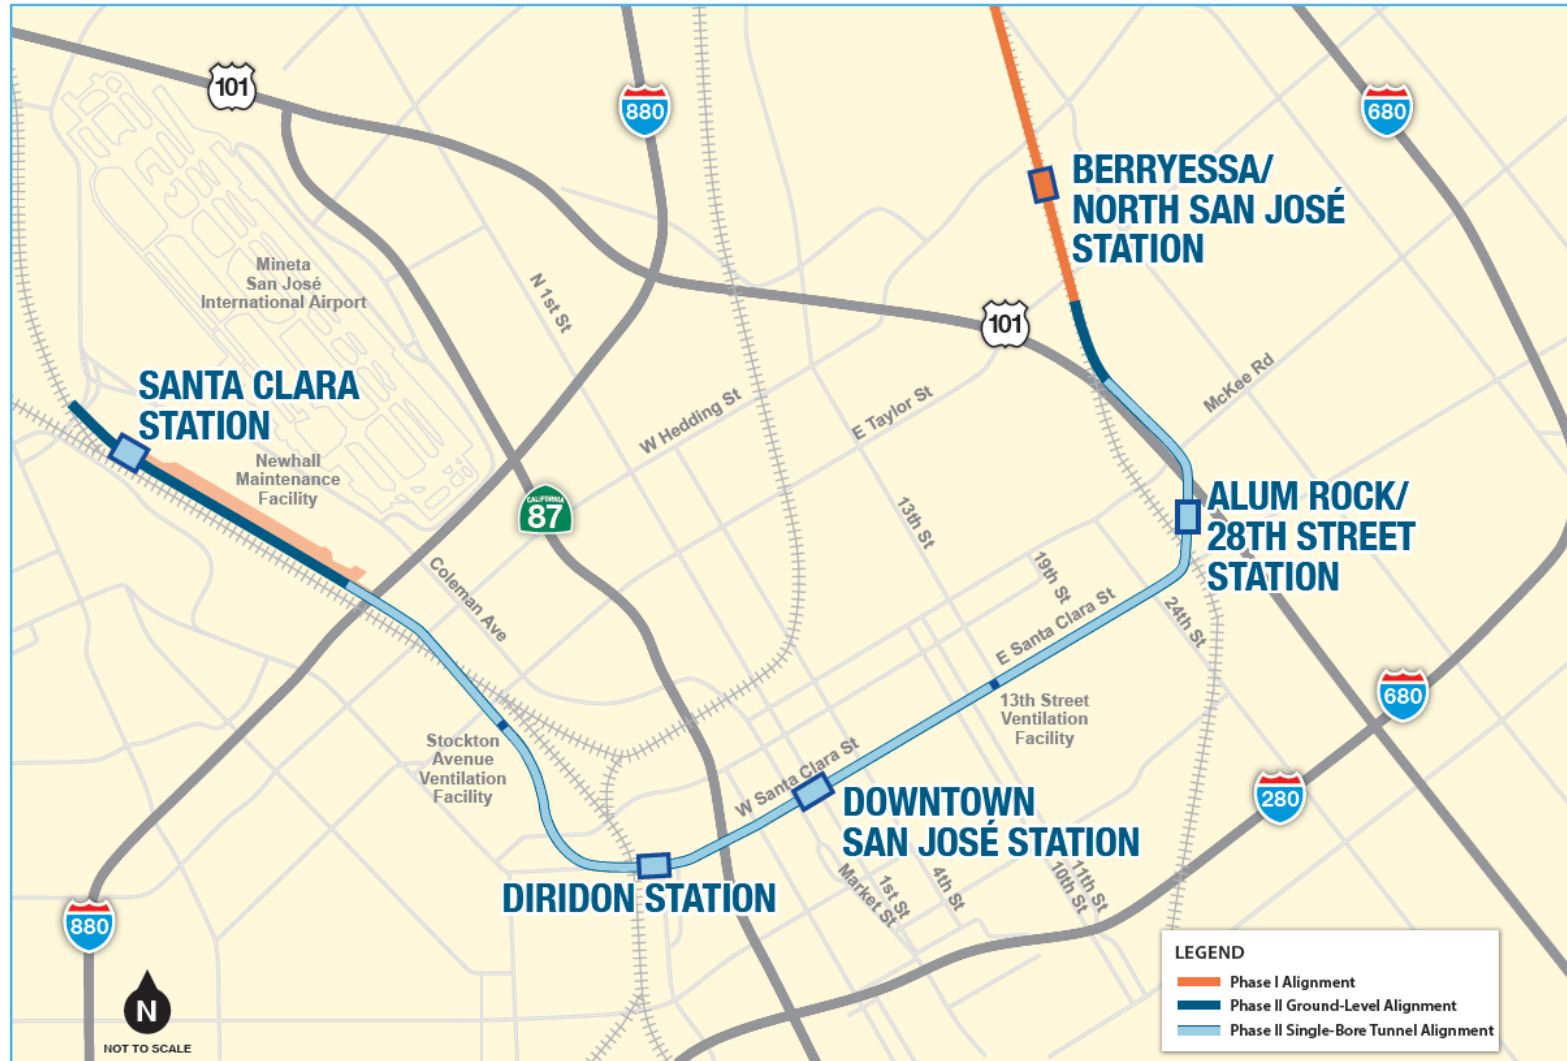 101
880
680
BERRYESSA/
NORTH SAN JOSÉ
STATION
Mineta
San José
International Airport
N 1st St
101
McKee Rd
SANTA CLARA
STATION
W Hedding St
E Taylor St
Newhall
Maintenance
Facility
CALIFORNIA
87
13th St
ALUM ROCK/
28TH STREET
STATION
Coleman Ave
19th St
E Santa Clara St
24th St
680
13th Street
Ventilation
Facility
Stockton
Avenue
Ventilation
Facility
W Santa Clara St
280
DOWNTOWN
SAN JOSÉ STATION
DIRIDON STATION
Market St
1st St
4th St
10th St
11th St
880
N
NOT TO SCALE
LEGEND
Phase I Alignment
Phase II Ground-Level Alignment
Phase II Single-Bore Tunnel Alignment